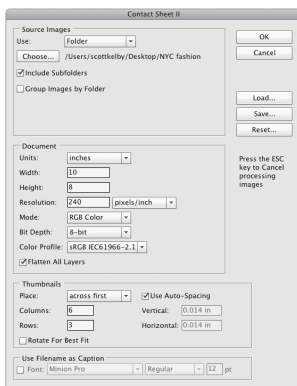 Contact Sheet II
Source Images
Use: Folder
Choose... /Users/scottkelby/Desktop/NYC fashion
Include Subfolders
Group Images by Folder
OK
Cancel
Load...
Save...
Reset...
Document
Units: inches
Width: 10
Height: 8
Resolution: 240 pixels/inch
Mode: RGB Color
Bit Depth: 8-bit
Color Profile: sRGB IEC61966-2.1
Flatten All Layers
Press the ESC
key to Cancel
processing
images
Thumbnails
Place: across first Use Auto-Spacing
Columns: 6 Vertical: 0.014 in
Rows: 3 Horizontal: 0.014 in
Rotate For Best Fit
Use Filename as Caption
Font: Minion Pro Regular 12 pt